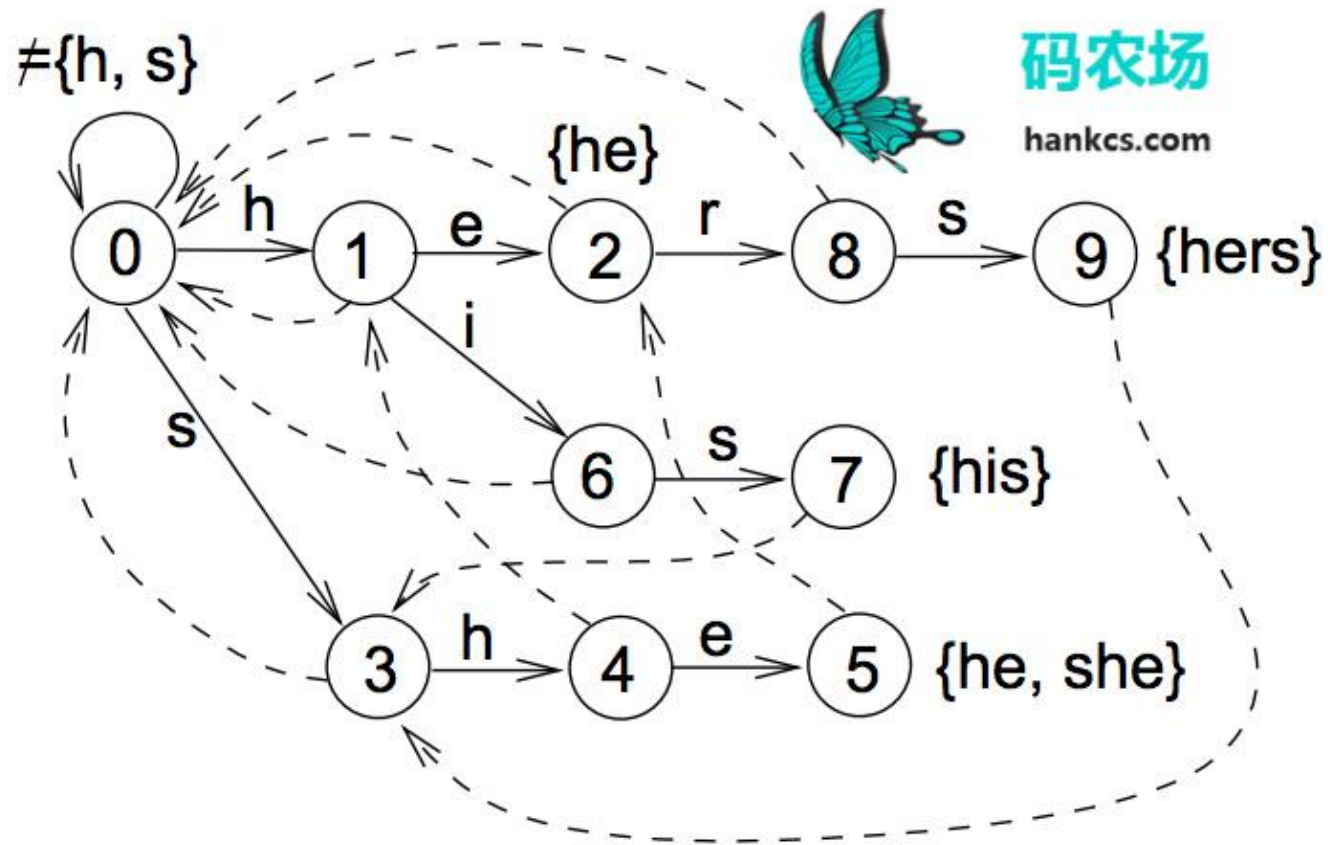 ≠{h, s}
码农场
hankcs.com
{he}
h
e
r
s
0
1
2
8
9
{hers}
i
s
s
6
7
{his}
h
e
3
4
5
{he, she}